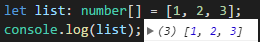 let list: number[] = [1, 2, 3];
console.log(list); ▶ (3) [1, 2, 3]